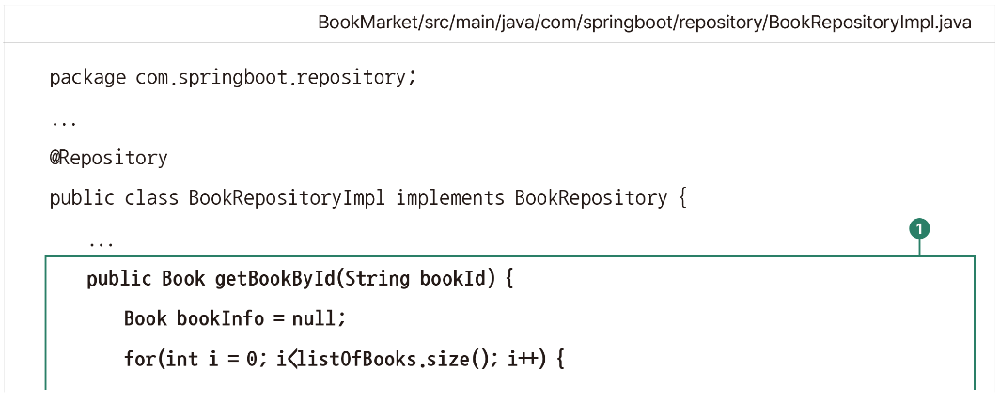 BookMarket/src/main/java/com/springboot/repository/BookRepositoryImpl.java
package com.springboot.repository;
...
@Repository
public class BookRepositoryImpl implements BookRepository {
...
1
public Book getBookById(String bookId) {
Book bookInfo = null;
for(int i = 0; i<listOfBooks.size(); i++) {